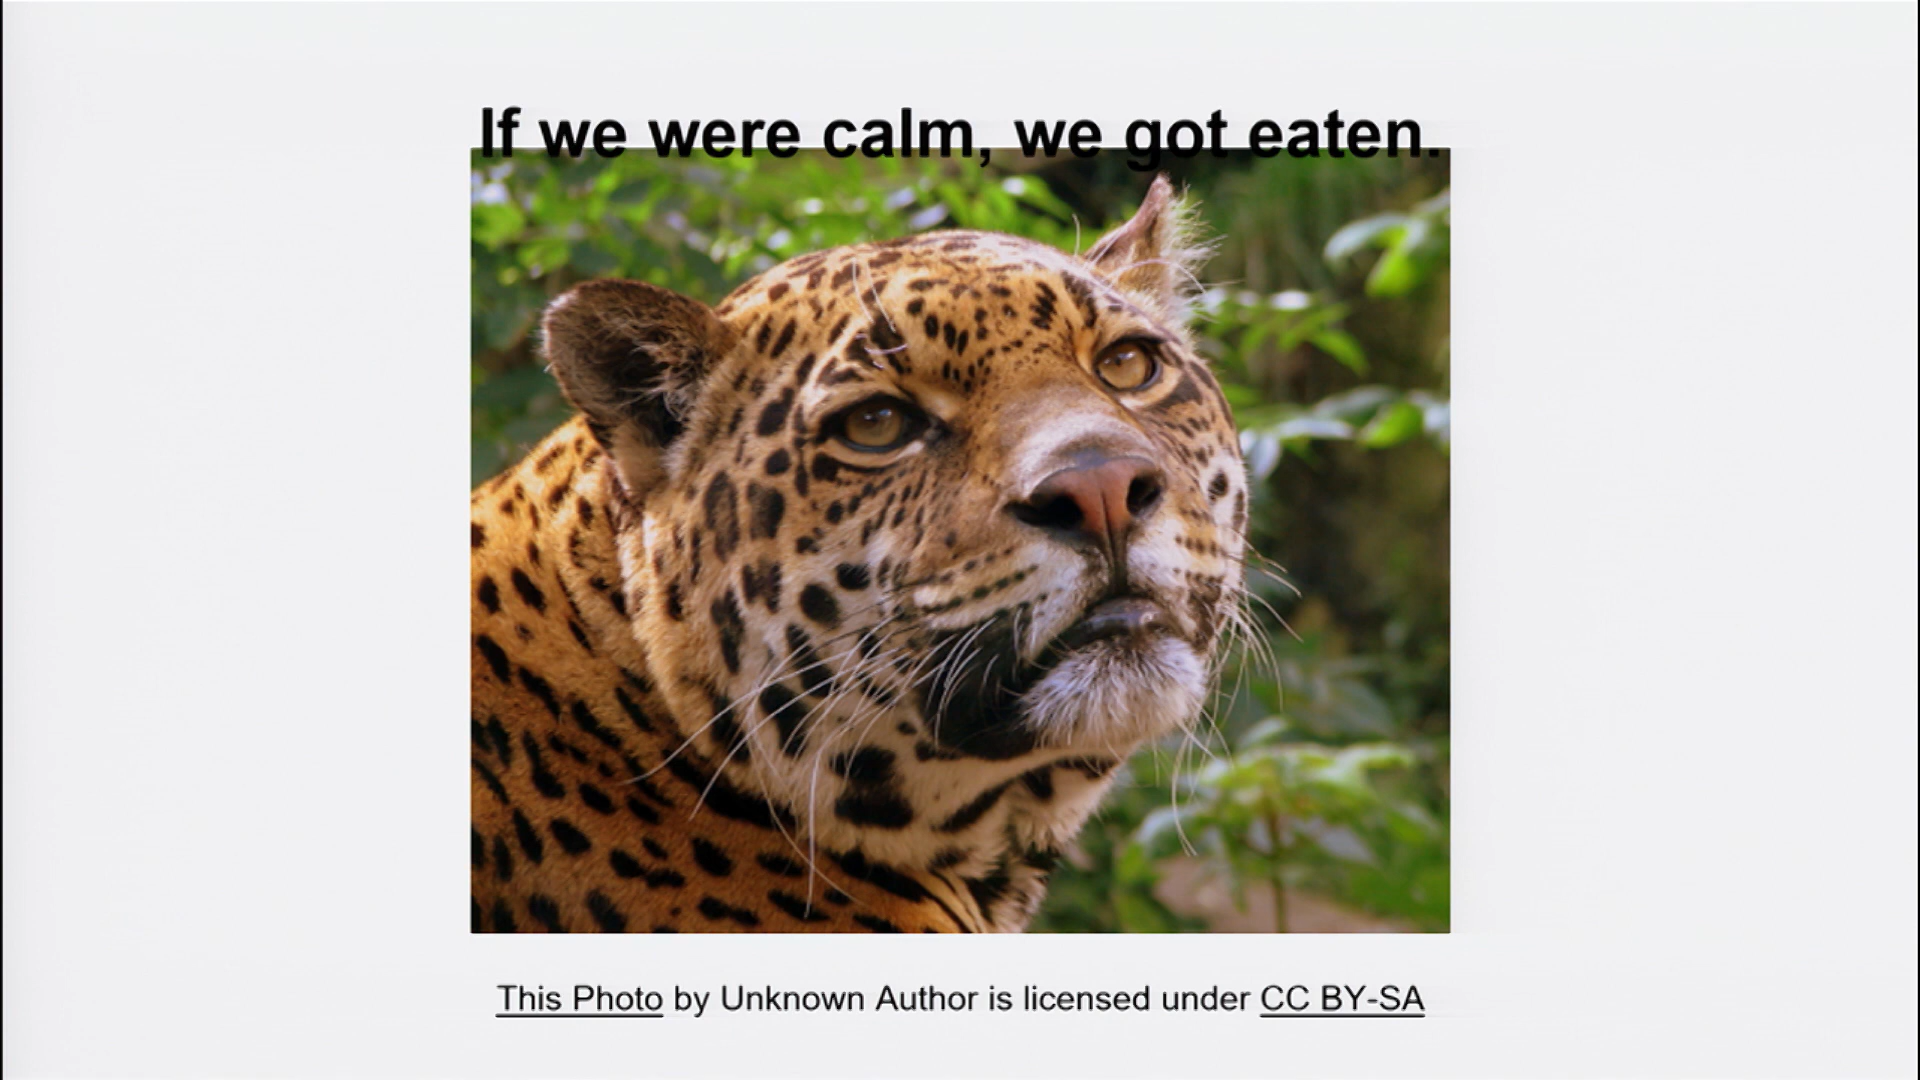 If we were calm, we got eaten.
This Photo by Unknown Author is licensed under CC BY-SA